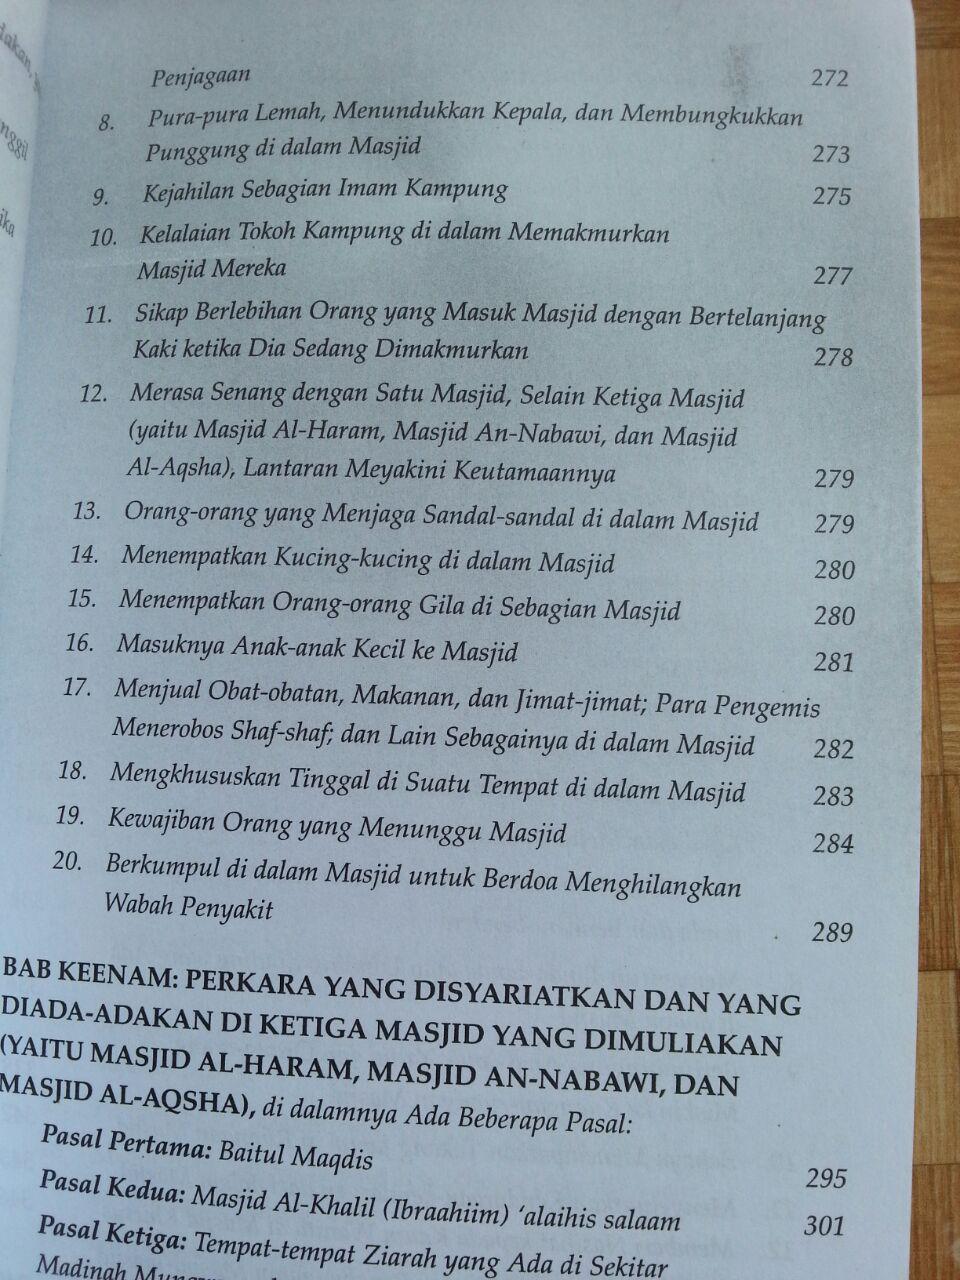 Penjagaan 272
8. Pura-pura Lemah, Menundukkan Kepala, dan Membungkukkan
Punggung di dalam Masjid 273
9. Kejahilan Sebagian Imam Kampung 275
10. Kelalaian Tokoh Kampung di dalam Memakmurkan
Masjid Mereka 277
11. Sikap Berlebihan Orang yang Masuk Masjid dengan Bertelanjang
Kaki ketika Dia Sedang Dimakmurkan 278
12. Merasa Senang dengan Satu Masjid, Selain Ketiga Masjid
(yaitu Masjid Al-Haram, Masjid An-Nabawi, dan Masjid
Al-Aqsha), Lantaran Meyakini Keutamaannya 279
13. Orang-orang yang Menjaga Sandal-sandal di dalam Masjid 279
14. Menempatkan Kucing-kucing di dalam Masjid 280
15. Menempatkan Orang-orang Gila di Sebagian Masjid 280
16. Masuknya Anak-anak Kecil ke Masjid 281
17. Menjual Obat-obatan, Makanan, dan Jimat-jimat; Para Pengemis
Menerobos Shaf-shaf; dan Lain Sebagainya di dalam Masjid 282
18. Mengkhususkan Tinggal di Suatu Tempat di dalam Masjid 283
19. Kewajiban Orang yang Menunggu Masjid 284
20. Berkumpul di dalam Masjid untuk Berdoa Menghilangkan
Wabah Penyakit 289
BAB KEENAM: PERKARA YANG DISYARIATKAN DAN YANG
DIADA-ADAKAN DI KETIGA MASJID YANG DIMULIAKAN
(YAITU MASJID AL-HARAM, MASJID AN-NABAWI, DAN
MASJID AL-AQSHA), di dalamnya Ada Beberapa Pasal:
Pasal Pertama: Baitul Maqdis 295
Pasal Kedua: Masjid Al-Khalil (Ibraahiim) 'alaihis salaam 301
Pasal Ketiga: Tempat-tempat Ziarah yang Ada di Sekitar
Madinah